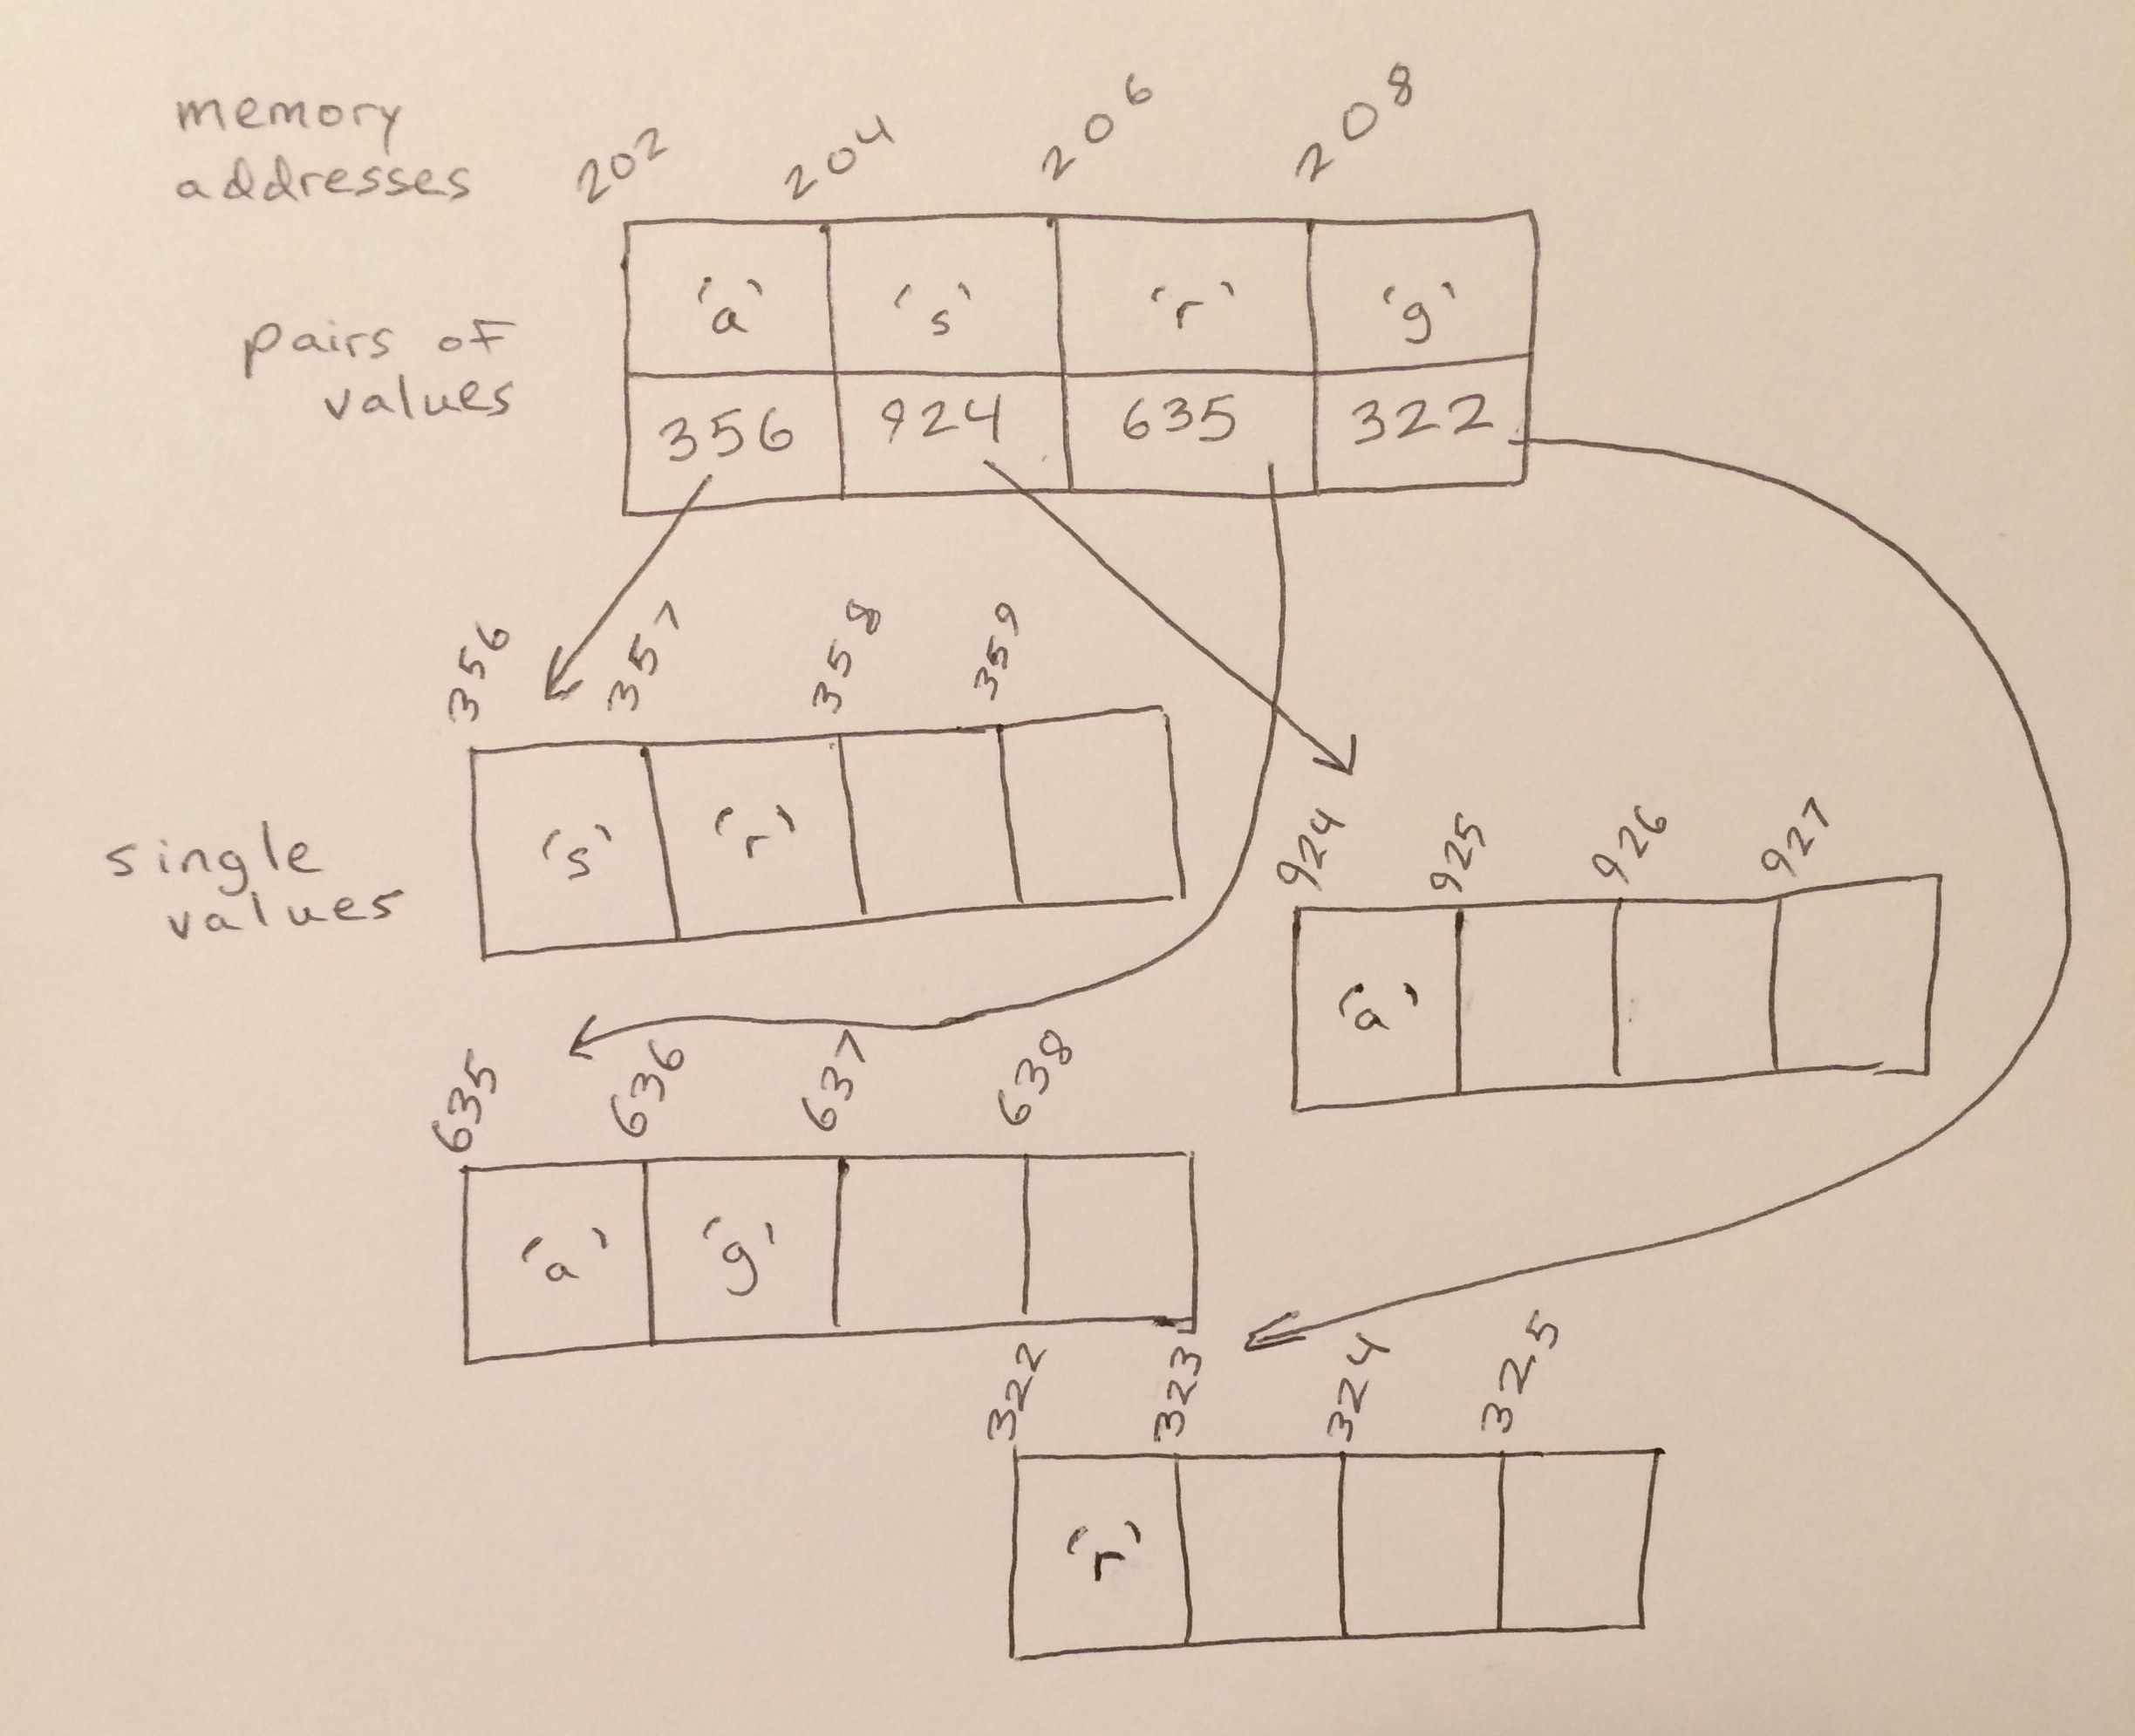 memory
addresses
202 204 206 208
pairs of
values
'a' 's' 'r' 'g'
356 924 635 322
356 357 358 359
single
values
's' 'r'
924 925 926 927
'a'
635 636 637 638
'a' 'g'
322 323 324 325
'r'